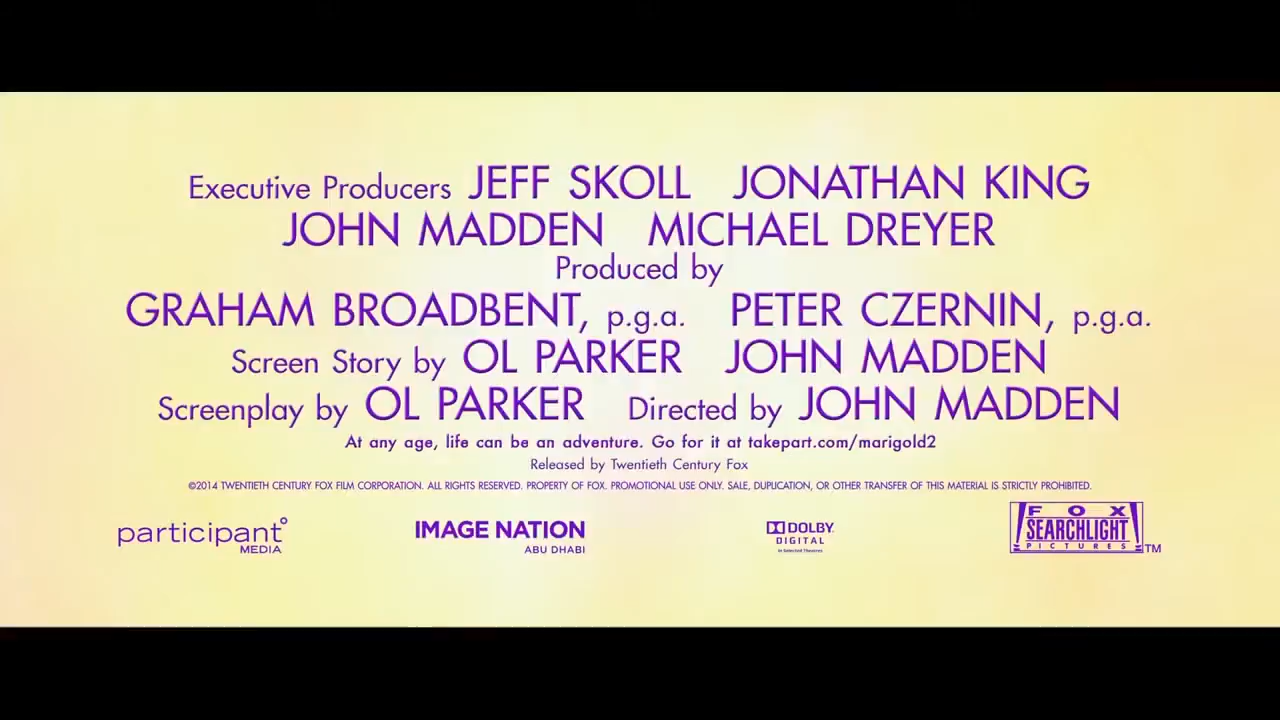 Executive Producers JEFF SKOLL JONATHAN KING
JOHN MADDEN MICHAEL DREYER
Produced by
GRAHAM BROADBENT, p.g.a. PETER CZERNIN, p.g.a.
Screen Story by OL PARKER JOHN MADDEN
Screenplay by OL PARKER Directed by JOHN MADDEN
At any age, life can be an adventure. Go for it at takepart.com/marigold2
Released by Twentieth Century Fox
©2014 TWENTIETH CENTURY FOX FILM CORPORATION. ALL RIGHTS RESERVED. PROPERTY OF FOX. PROMOTIONAL USE ONLY. SALE, DUPLICATION, OR OTHER TRANSFER OF THIS MATERIAL IS STRICTLY PROHIBITED.
participant
MEDIA
IMAGE NATION
ABU DHABI
DOLBY
DIGITAL
In Selected Theatres
FOX
SEARCHLIGHT
PICTURES TM